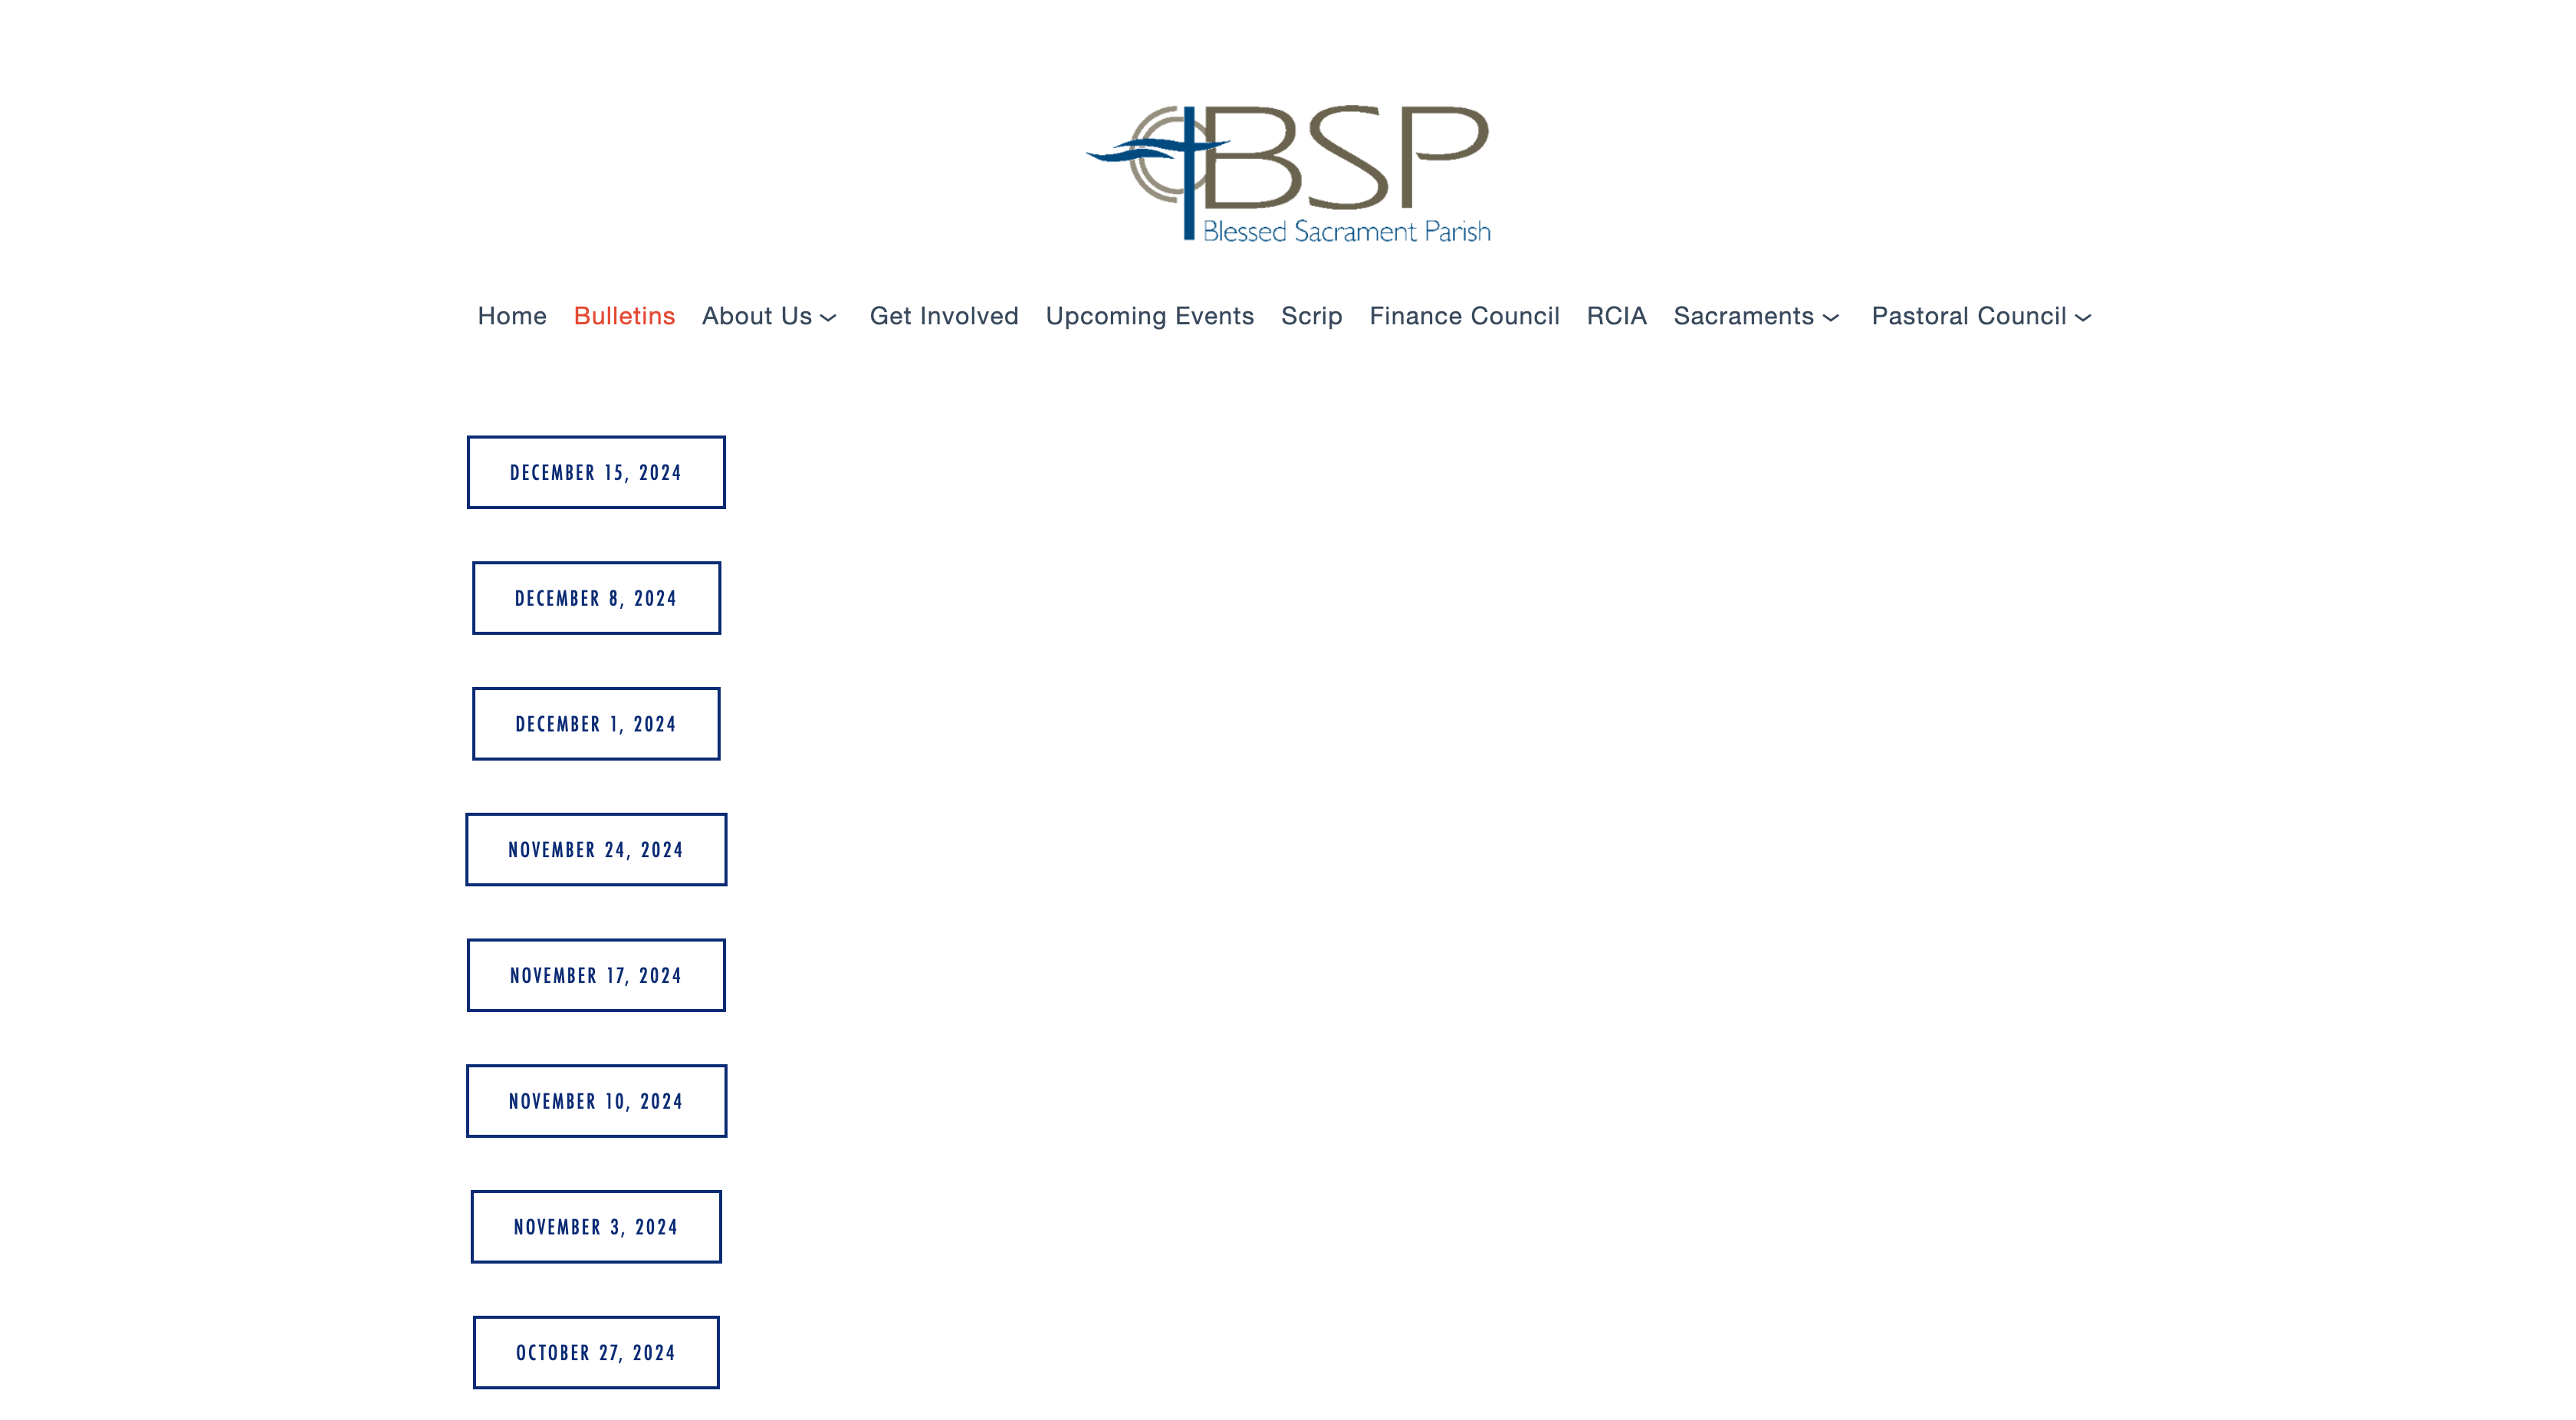 BSP
Blessed Sacrament Parish
Home Bulletins About Us Get Involved Upcoming Events Scrip Finance Council RCIA Sacraments Pastoral Council
DECEMBER 15, 2024
DECEMBER 8, 2024
DECEMBER 1, 2024
NOVEMBER 24, 2024
NOVEMBER 17, 2024
NOVEMBER 10, 2024
NOVEMBER 3, 2024
OCTOBER 27, 2024